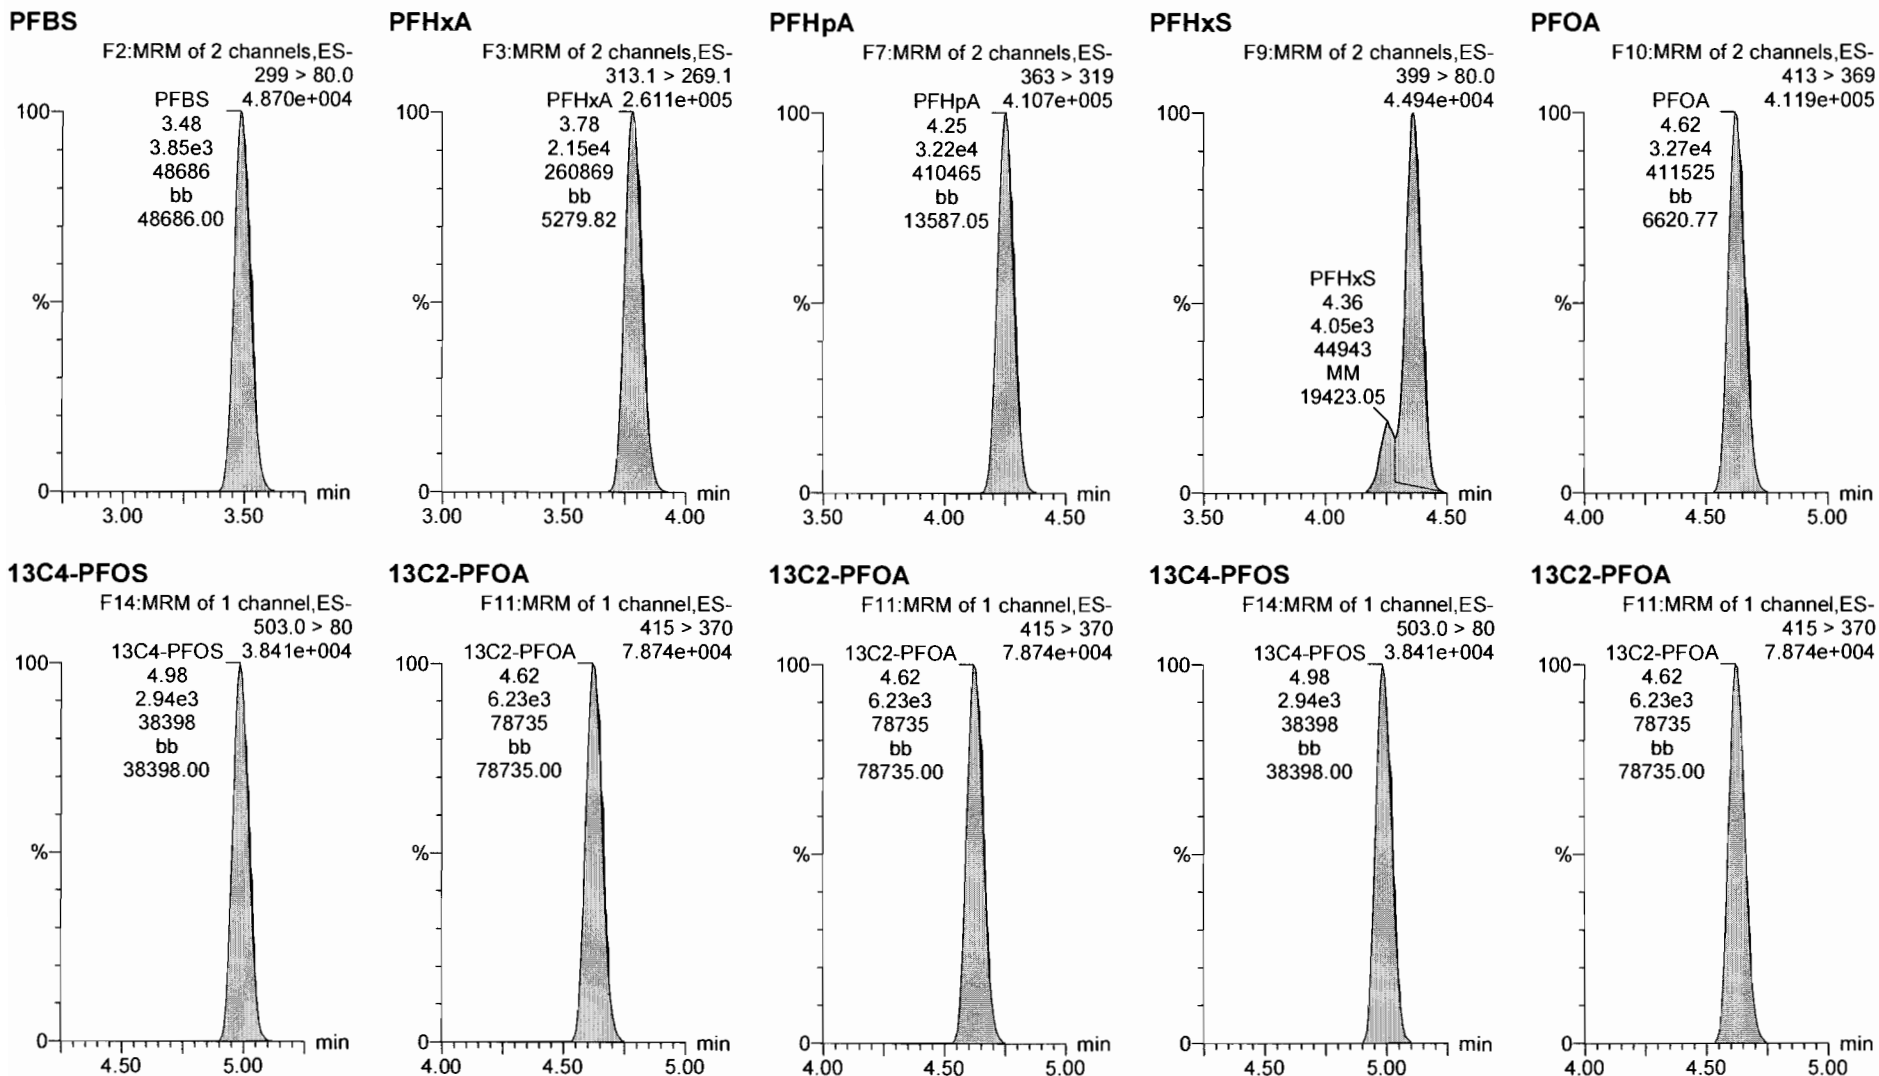 PFBS
F2:MRM of 2 channels,ES-
299 > 80.0
4.870e+004
PFBS
3.48
3.85e3
48686
bb
48686.00
100
%
0
3.00
3.50
min
PFHxA
F3:MRM of 2 channels,ES-
313.1 > 269.1
2.611e+005
PFHxA
3.78
2.15e4
260869
bb
5279.82
100
%
0
3.00
3.50
4.00
min
PFHpA
F7:MRM of 2 channels,ES-
363 > 319
4.107e+005
PFHpA
4.25
3.22e4
410465
bb
13587.05
100
%
0
3.50
4.00
4.50
min
PFHxS
F9:MRM of 2 channels,ES-
399 > 80.0
4.494e+004
PFHxS
4.36
4.05e3
44943
MM
19423.05
100
%
0
3.50
4.00
4.50
min
PFOA
F10:MRM of 2 channels,ES-
413 > 369
4.119e+005
PFOA
4.62
3.27e4
411525
bb
6620.77
100
%
0
4.00
4.50
5.00
min
13C4-PFOS
F14:MRM of 1 channel,ES-
503.0 > 80
3.841e+004
13C4-PFOS
4.98
2.94e3
38398
bb
38398.00
100
%
0
4.50
5.00
min
13C2-PFOA
F11:MRM of 1 channel,ES-
415 > 370
7.874e+004
13C2-PFOA
4.62
6.23e3
78735
bb
78735.00
100
%
0
4.00
4.50
5.00
min
13C2-PFOA
F11:MRM of 1 channel,ES-
415 > 370
7.874e+004
13C2-PFOA
4.62
6.23e3
78735
bb
78735.00
100
%
0
4.00
4.50
5.00
min
13C4-PFOS
F14:MRM of 1 channel,ES-
503.0 > 80
3.841e+004
13C4-PFOS
4.98
2.94e3
38398
bb
38398.00
100
%
0
4.50
5.00
min
13C2-PFOA
F11:MRM of 1 channel,ES-
415 > 370
7.874e+004
13C2-PFOA
4.62
6.23e3
78735
bb
78735.00
100
%
0
4.00
4.50
5.00
min